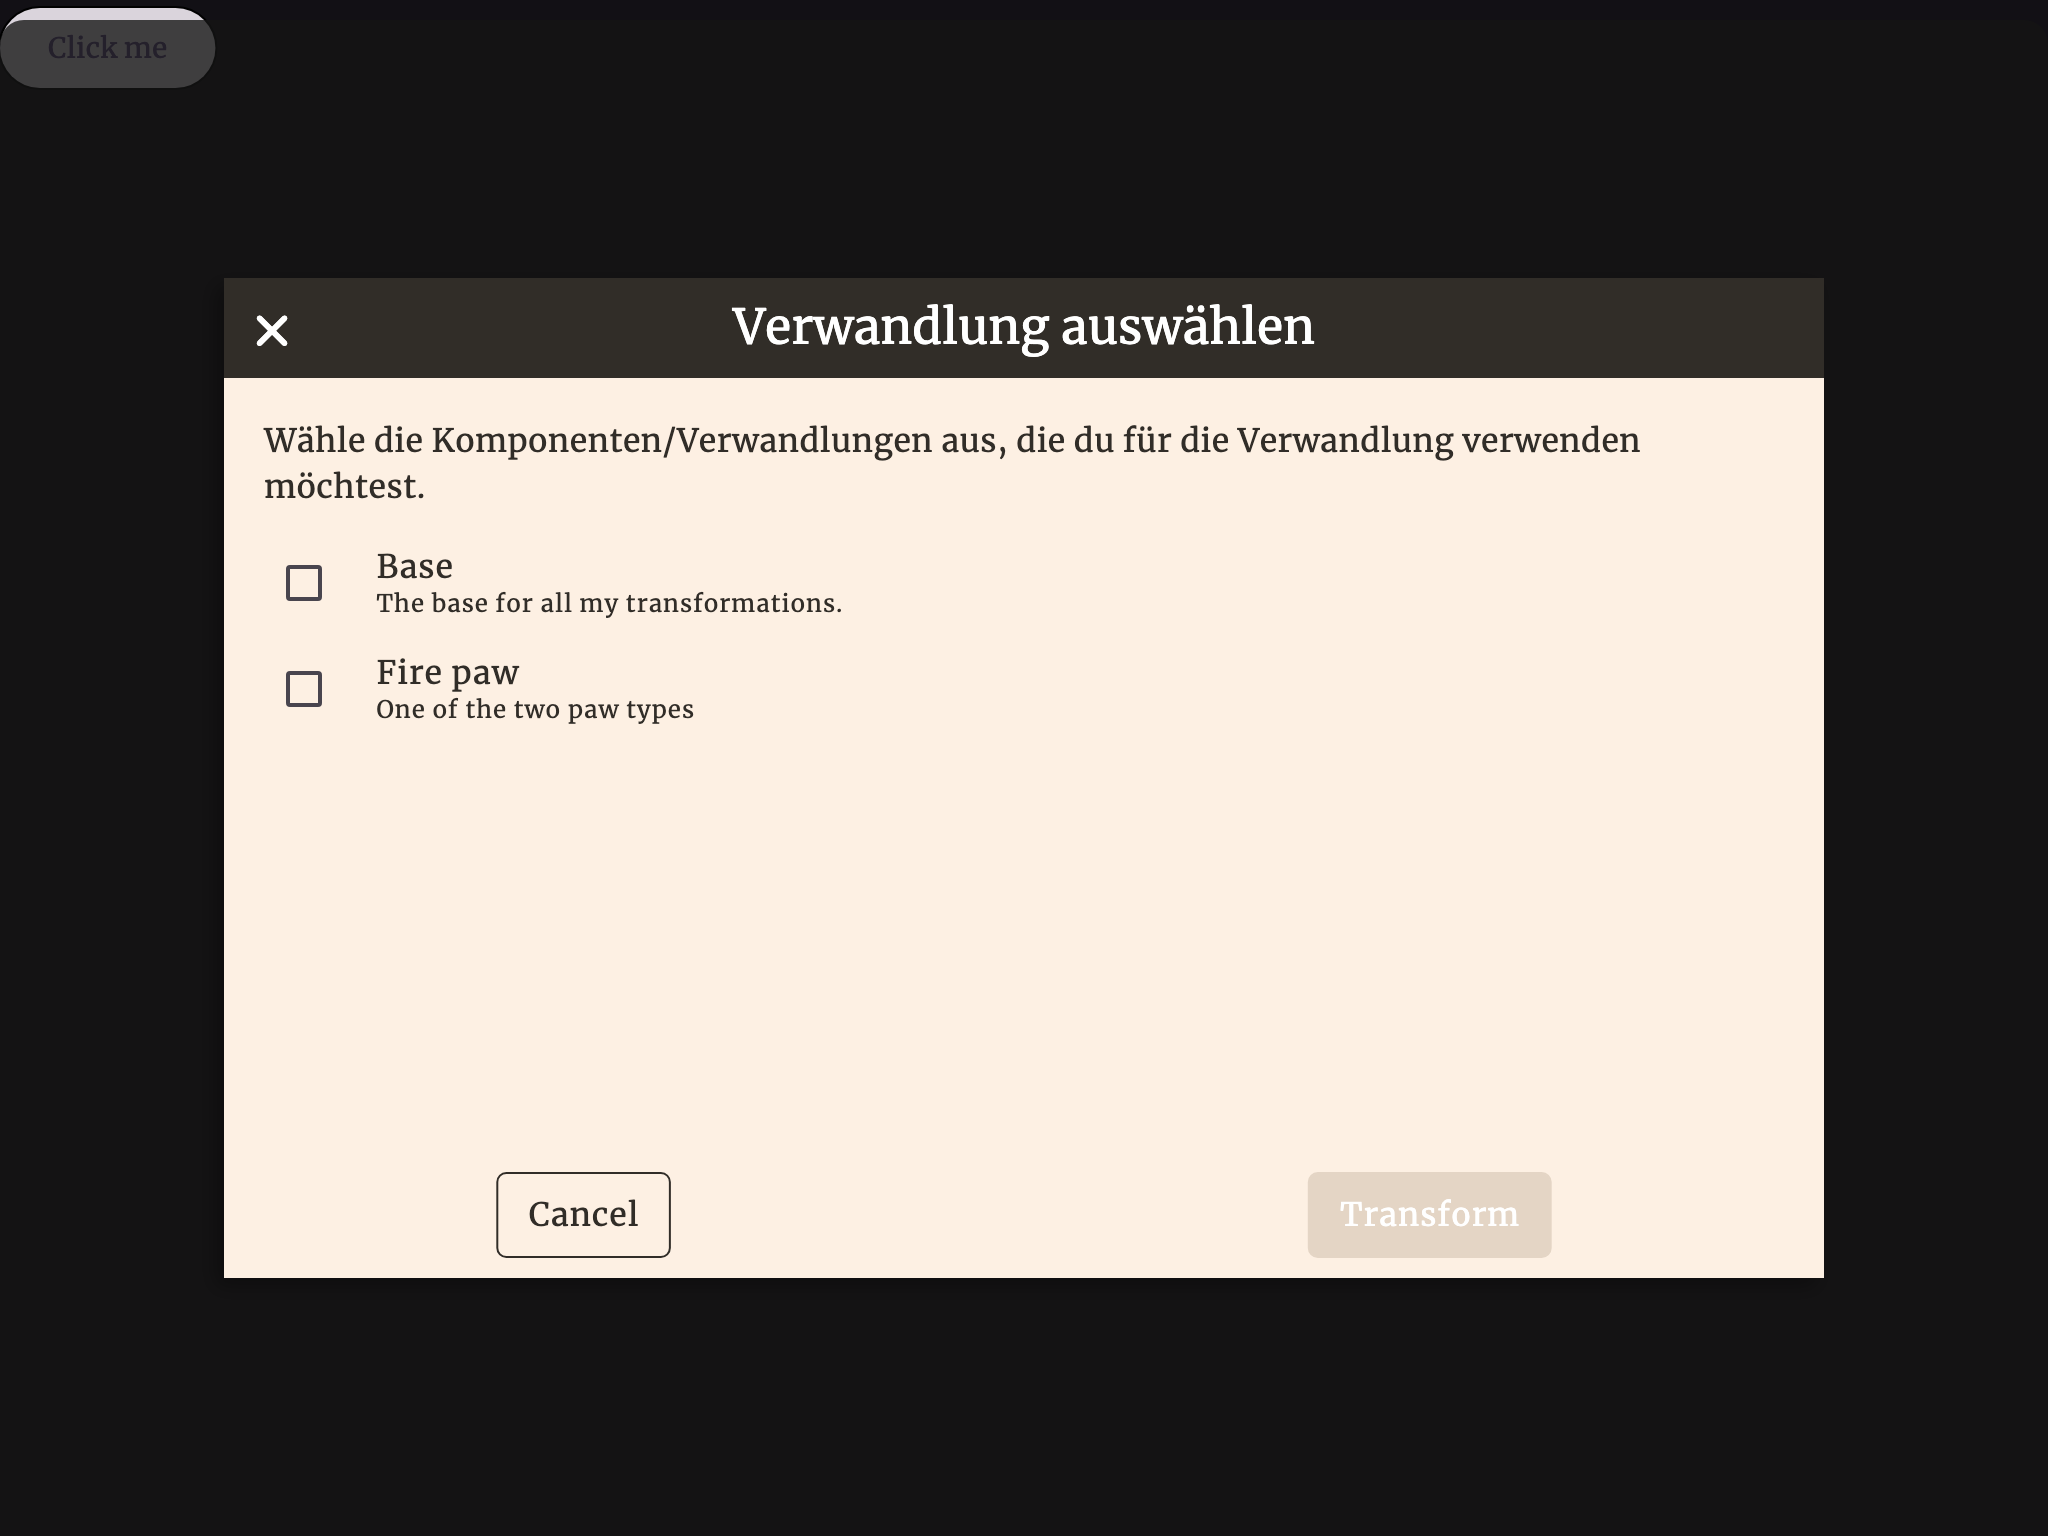 Click me
Verwandlung auswählen
Wähle die Komponenten/Verwandlungen aus, die du für die Verwandlung verwenden
möchtest.
Base
The base for all my transformations.
Fire paw
One of the two paw types
Cancel
Transform